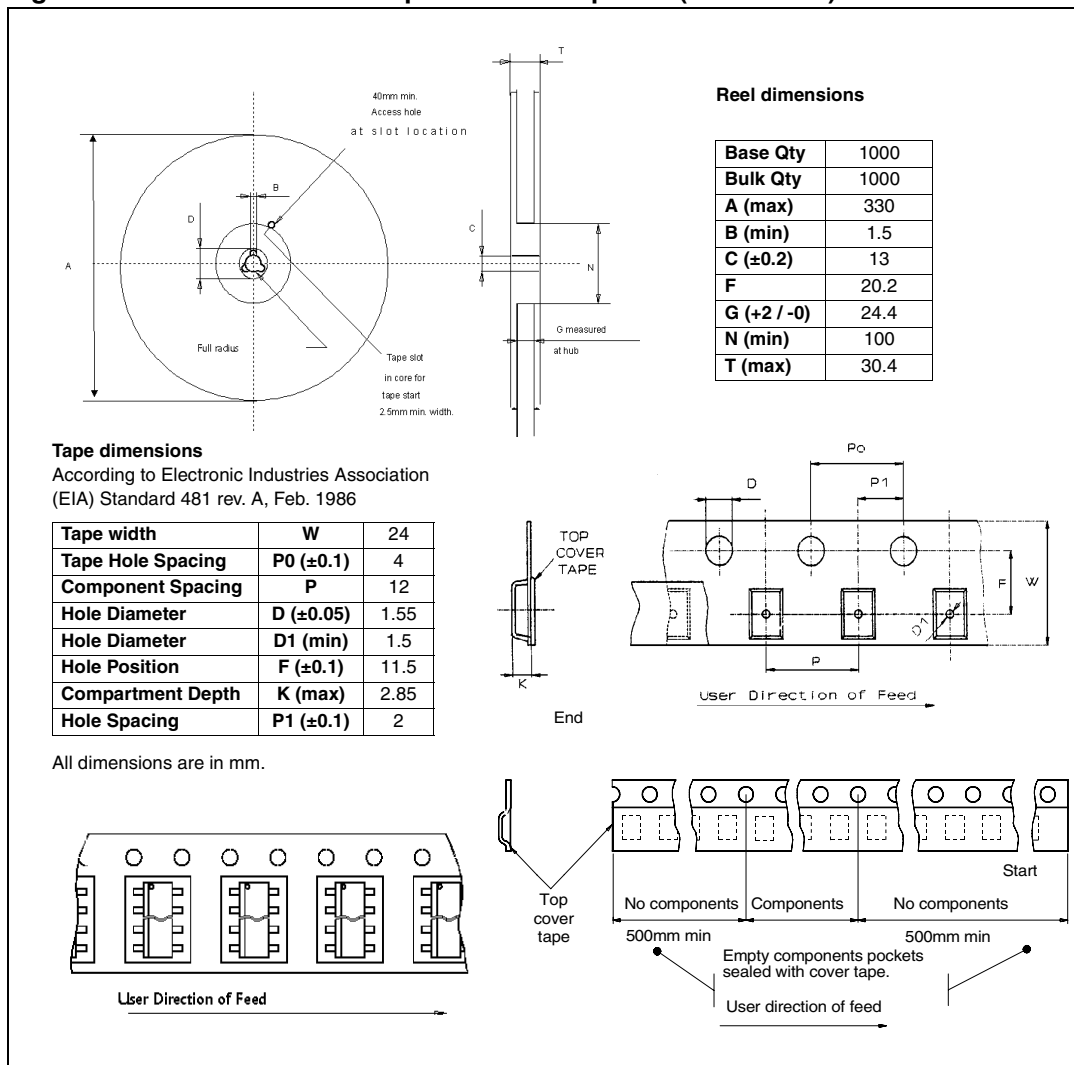 T
40mm min.
Access hole
at slot location
B
D
C
A
N
Full radius
Tape slot
in core for
tape start
2.5mm min. width.
G measured
at hub
Reel dimensions
Base Qty 1000
Bulk Qty 1000
A (max) 330
B (min) 1.5
C (±0.2) 13
F 20.2
G (+2 / -0) 24.4
N (min) 100
T (max) 30.4
Tape dimensions
According to Electronic Industries Association
(EIA) Standard 481 rev. A, Feb. 1986
Tape width W 24
Tape Hole Spacing P0 (±0.1) 4
Component Spacing P 12
Hole Diameter D (±0.05) 1.55
Hole Diameter D1 (min) 1.5
Hole Position F (±0.1) 11.5
Compartment Depth K (max) 2.85
Hole Spacing P1 (±0.1) 2
All dimensions are in mm.
TOP
COVER
TAPE
K
End
Po
D
P1
F
W
D1
P
User Direction of Feed
User Direction of Feed
Top
cover
tape
Start
No components Components No components
500mm min 500mm min
Empty components pockets
sealed with cover tape.
User direction of feed